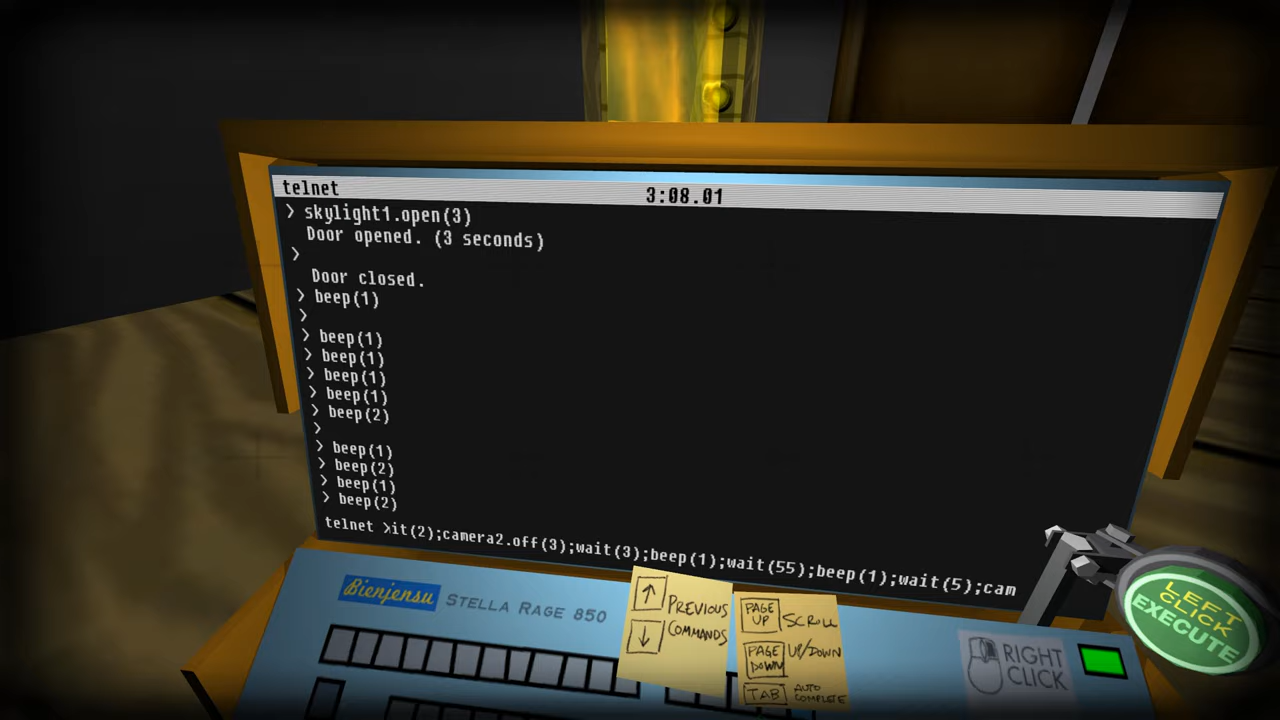 telnet 3:08.01
> skylight1.open(3)
Door opened. (3 seconds)
>
Door closed.
> beep(1)
>
> beep(1)
> beep(1)
> beep(1)
> beep(1)
> beep(2)
>
> beep(1)
> beep(2)
> beep(1)
> beep(2)
telnet >it(2);camera2.off(3);wait(3);beep(1);wait(55);beep(1);wait(5);cam
Bienjensu STELLA RAGE 850
↑ PREVIOUS
↓ COMMANDS
PAGE UP SCROLL
PAGE DOWN UP/DOWN
TAB AUTO COMPLETE
RIGHT CLICK
LEFT CLICK
EXECUTE